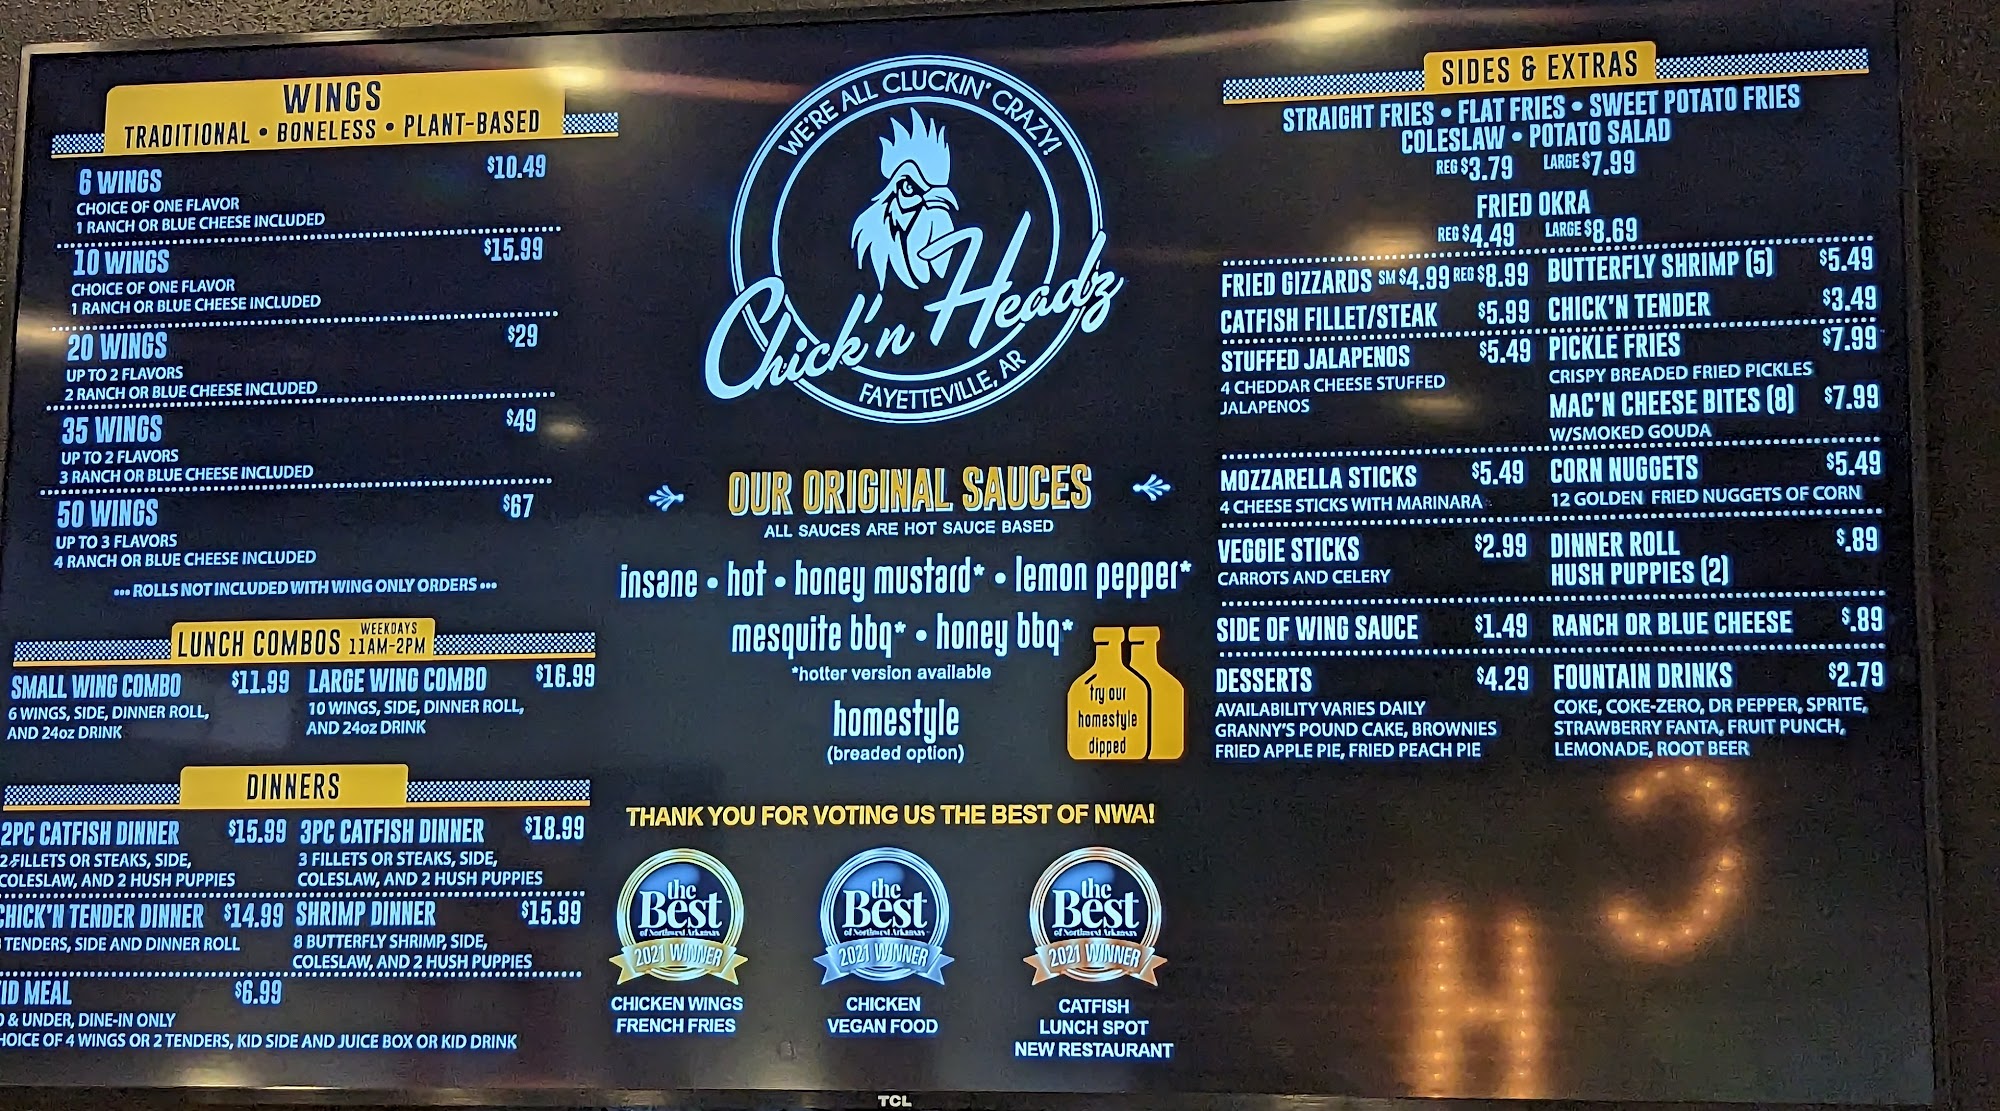 WINGS
TRADITIONAL • BONELESS • PLANT-BASED
6 WINGS $10.49
CHOICE OF ONE FLAVOR
1 RANCH OR BLUE CHEESE INCLUDED
10 WINGS $15.99
CHOICE OF ONE FLAVOR
1 RANCH OR BLUE CHEESE INCLUDED
20 WINGS $29
UP TO 2 FLAVORS
2 RANCH OR BLUE CHEESE INCLUDED
35 WINGS $49
UP TO 2 FLAVORS
3 RANCH OR BLUE CHEESE INCLUDED
50 WINGS $67
UP TO 3 FLAVORS
4 RANCH OR BLUE CHEESE INCLUDED
••• ROLLS NOT INCLUDED WITH WING ONLY ORDERS •••
LUNCH COMBOS WEEKDAYS 11AM-2PM
SMALL WING COMBO $11.99
6 WINGS, SIDE, DINNER ROLL,
AND 24oz DRINK
LARGE WING COMBO $16.99
10 WINGS, SIDE, DINNER ROLL,
AND 24oz DRINK
DINNERS
2PC CATFISH DINNER $15.99
2 FILLETS OR STEAKS, SIDE,
COLESLAW, AND 2 HUSH PUPPIES
3PC CATFISH DINNER $18.99
3 FILLETS OR STEAKS, SIDE,
COLESLAW, AND 2 HUSH PUPPIES
CHICK'N TENDER DINNER $14.99
TENDERS, SIDE AND DINNER ROLL
SHRIMP DINNER $15.99
8 BUTTERFLY SHRIMP, SIDE,
COLESLAW, AND 2 HUSH PUPPIES
KID MEAL $6.99
& UNDER, DINE-IN ONLY
CHOICE OF 4 WINGS OR 2 TENDERS, KID SIDE AND JUICE BOX OR KID DRINK
WE'RE ALL CLUCKIN' CRAZY!
Chick'n Headz
FAYETTEVILLE, AR
OUR ORIGINAL SAUCES
ALL SAUCES ARE HOT SAUCE BASED
insane • hot • honey mustard* • lemon pepper*
mesquite bbq* • honey bbq*
*hotter version available
homestyle
(breaded option)
try our
homestyle
dipped
THANK YOU FOR VOTING US THE BEST OF NWA!
the
Best
of Northwest Arkansas
2021 WINNER
CHICKEN WINGS
FRENCH FRIES
the
Best
of Northwest Arkansas
2021 WINNER
CHICKEN
VEGAN FOOD
the
Best
of Northwest Arkansas
2021 WINNER
CATFISH
LUNCH SPOT
NEW RESTAURANT
SIDES & EXTRAS
STRAIGHT FRIES • FLAT FRIES • SWEET POTATO FRIES
COLESLAW • POTATO SALAD
REG $3.79 LARGE $7.99
FRIED OKRA
REG $4.49 LARGE $8.69
FRIED GIZZARDS SM $4.99 REG $8.99
CATFISH FILLET/STEAK $5.99
STUFFED JALAPENOS $5.49
4 CHEDDAR CHEESE STUFFED
JALAPENOS
BUTTERFLY SHRIMP (5) $5.49
CHICK'N TENDER $3.49
PICKLE FRIES $7.99
CRISPY BREADED FRIED PICKLES
MAC'N CHEESE BITES (8) $7.99
W/SMOKED GOUDA
MOZZARELLA STICKS $5.49
4 CHEESE STICKS WITH MARINARA
CORN NUGGETS $5.49
12 GOLDEN FRIED NUGGETS OF CORN
VEGGIE STICKS $2.99
CARROTS AND CELERY
DINNER ROLL $.89
HUSH PUPPIES (2)
SIDE OF WING SAUCE $1.49
RANCH OR BLUE CHEESE $.89
DESSERTS $4.29
AVAILABILITY VARIES DAILY
GRANNY'S POUND CAKE, BROWNIES
FRIED APPLE PIE, FRIED PEACH PIE
FOUNTAIN DRINKS $2.79
COKE, COKE-ZERO, DR PEPPER, SPRITE,
STRAWBERRY FANTA, FRUIT PUNCH,
LEMONADE, ROOT BEER
C
H
TCL